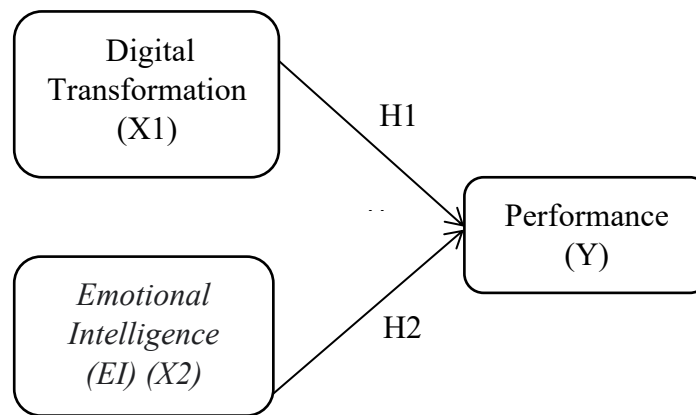 Digital
Transformation
(X1)
H1
Performance
(Y)
Emotional
Intelligence
(EI) (X2)
H2